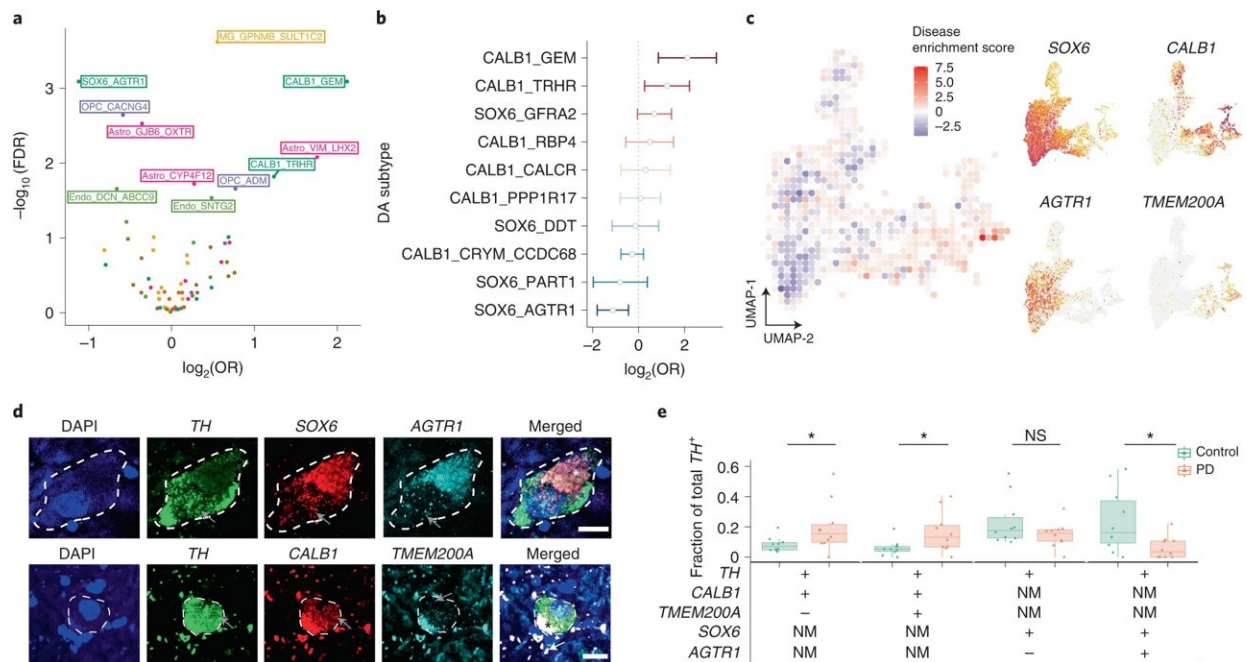 a
MG_GPNMB_SULT1C2
SOX6_AGTR1
CALB1_GEM
OPC_CACNG4
Astro_GJB6_OXTR
Astro_VIM_LHX2
CALB1_TRHR
Astro_CYP4F12
OPC_ADM
Endo_DCN_ABCC9
Endo_SNTG2
3
2
1
0
−log10 (FDR)
−1 0 1 2
log2(OR)
b
DA subtype
CALB1_GEM
CALB1_TRHR
SOX6_GFRA2
CALB1_RBP4
CALB1_CALCR
CALB1_PPP1R17
SOX6_DDT
CALB1_CRYM_CCDC68
SOX6_PART1
SOX6_AGTR1
−2 0 2
log2(OR)
c
Disease
enrichment score
7.5
5.0
2.5
0
−2.5
UMAP-1
UMAP-2
SOX6 CALB1
AGTR1 TMEM200A
d
DAPI TH SOX6 AGTR1 Merged
DAPI TH CALB1 TMEM200A Merged
e
* * NS *
Control
PD
Fraction of total TH+
0.6
0.4
0.2
0
TH + + + +
CALB1 + + NM NM
TMEM200A − + NM NM
SOX6 NM NM + +
AGTR1 NM NM − +